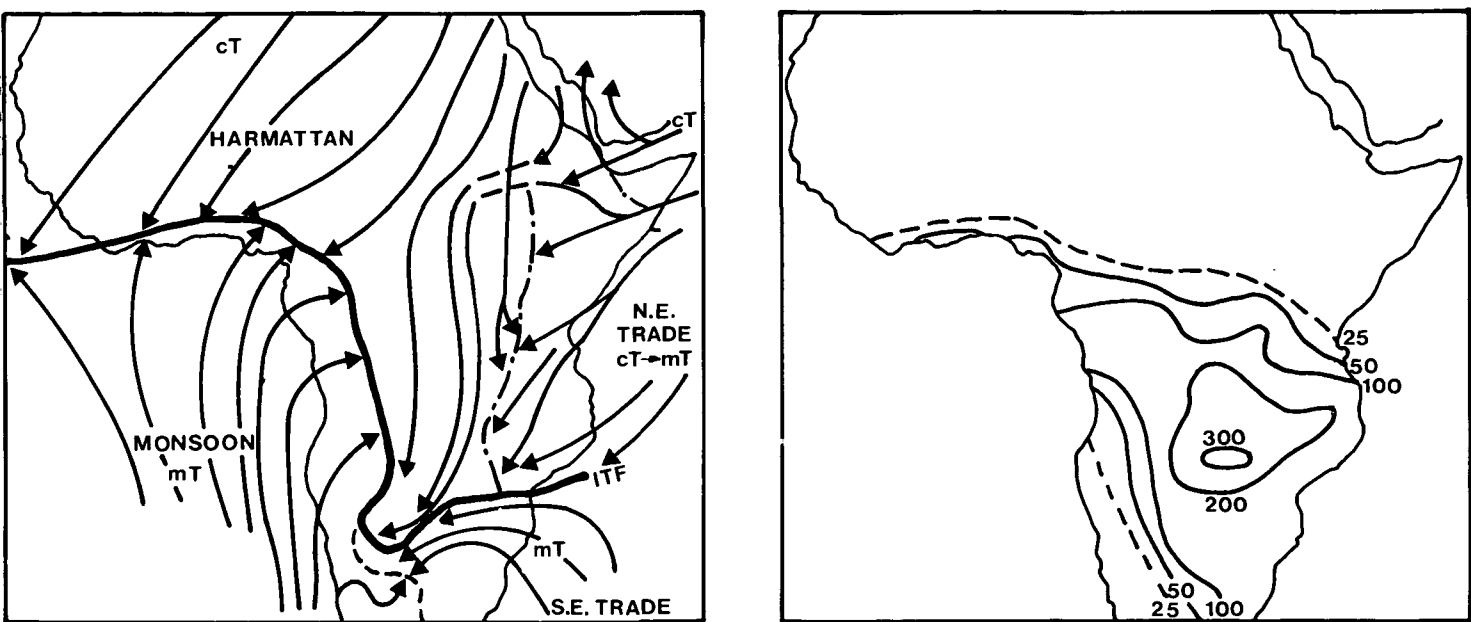 cT
HARMATTAN
cT
N.E.
TRADE
cT→mT
MONSOON
mT
ITF
mT
S.E. TRADE
25
50
100
300
200
50
25 100